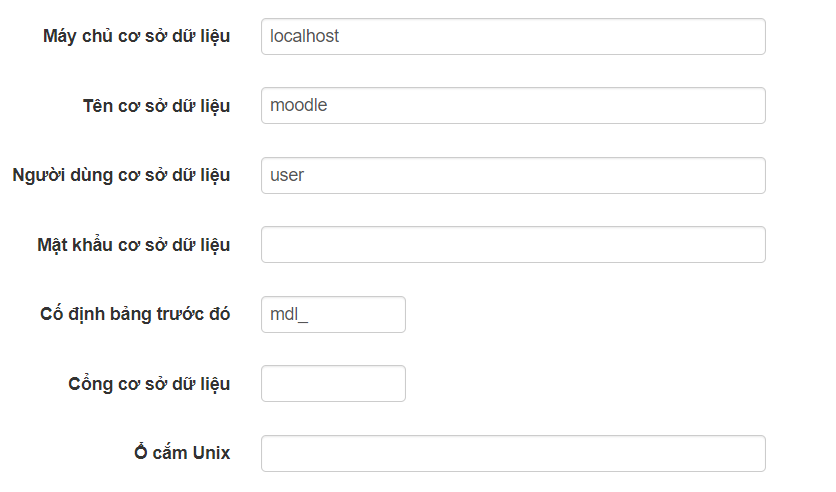 Máy chủ cơ sở dữ liệu localhost
Tên cơ sở dữ liệu moodle
Người dùng cơ sở dữ liệu user
Mật khẩu cơ sở dữ liệu
Cố định bảng trước đó mdl_
Cổng cơ sở dữ liệu
Ổ cắm Unix